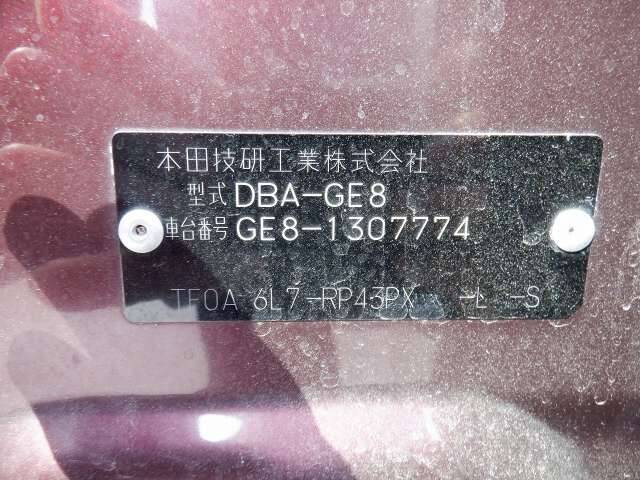 本田技研工業株式会社
型式 DBA-GE8
車台番号 GE8-1307774
TF0A 6L7-RP43PX -L -S